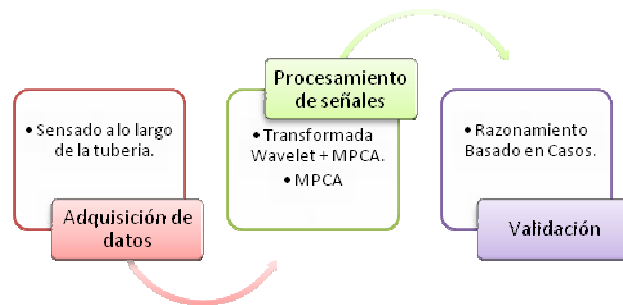 • Sensado a lo largo
de la tuberia.
Adquisición de
datos
Procesamiento
de señales
• Transformada
Wavelet + MPCA.
• MPCA
• Razonamiento
Basado en Casos.
Validación